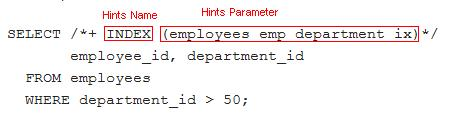 Hints Name Hints Parameter
SELECT /*+ INDEX (employees emp department ix)*/
employee_id, department_id
FROM employees
WHERE department_id > 50;